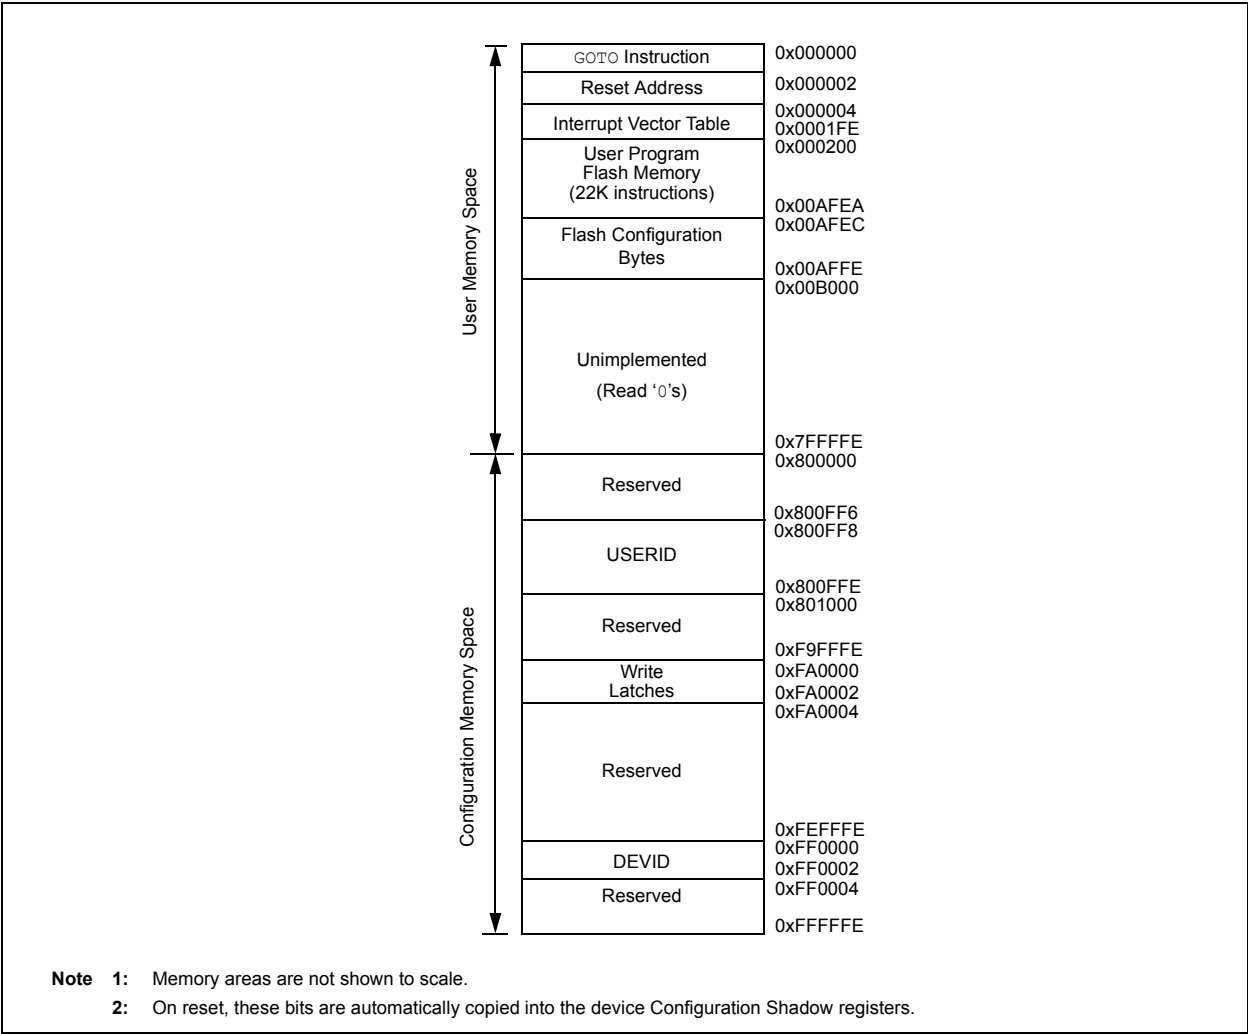 GOTO Instruction 0x000000
Reset Address 0x000002
0x000004
Interrupt Vector Table 0x0001FE
User Program 0x000200
Flash Memory
(22K instructions)
0x00AFEA
Flash Configuration 0x00AFEC
Bytes
0x00AFFE
0x00B000
User Memory Space
Unimplemented
(Read ‘0’s)
0x7FFFFE
0x800000
Reserved
0x800FF6
0x800FF8
USERID
0x800FFE
0x801000
Reserved
0xF9FFFE
Write 0xFA0000
Latches 0xFA0002
0xFA0004
Configuration Memory Space
Reserved
0xFEFFFE
0xFF0000
DEVID 0xFF0002
Reserved 0xFF0004
0xFFFFFE
Note 1: Memory areas are not shown to scale.
2: On reset, these bits are automatically copied into the device Configuration Shadow registers.